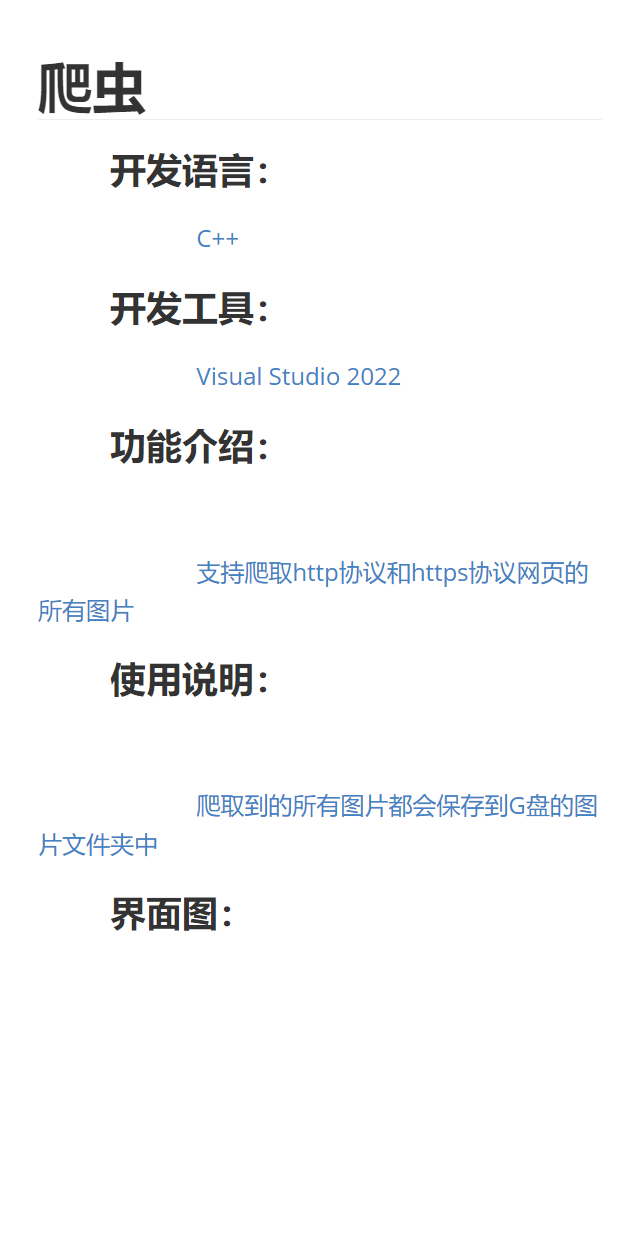 爬虫
开发语言：
C++
开发工具：
Visual Studio 2022
功能介绍：
支持爬取http协议和https协议网页的
所有图片
使用说明：
爬取到的所有图片都会保存到G盘的图
片文件夹中
界面图：